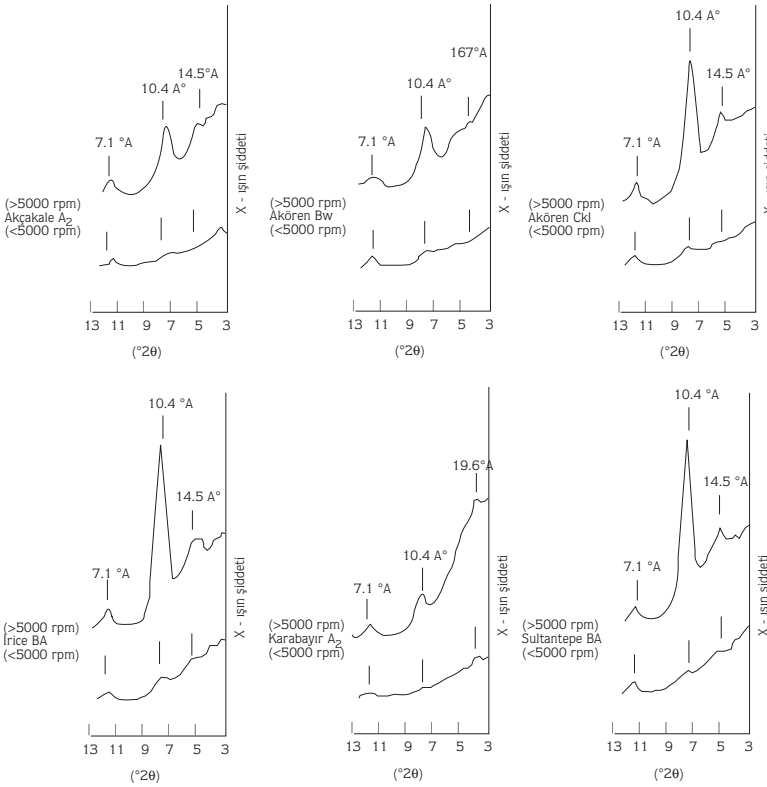 14.5°A
10.4 A°
7.1 °A
(>5000 rpm)
Akçakale A2
(<5000 rpm)
X - ışın şiddeti
13 11 9 7 5 3
(°2θ)
167°A
10.4 A°
7.1 °A
(>5000 rpm)
Akören Bw
(<5000 rpm)
X - ışın şiddeti
13 11 9 7 5 3
(°2θ)
10.4 A°
14.5 A°
7.1 °A
(>5000 rpm)
Akören Ckl
(<5000 rpm)
X - ışın şiddeti
13 11 9 7 5 3
(°2θ)
10.4 °A
14.5 A°
7.1 °A
(>5000 rpm)
İrice BA
(<5000 rpm)
X - ışın şiddeti
13 11 9 7 5 3
(°2θ)
19.6°A
10.4 A°
7.1 °A
(>5000 rpm)
Karabayır A2
(<5000 rpm)
X - ışın şiddeti
13 11 9 7 5 3
(°2θ)
10.4 A°
14.5 A°
7.1 °A
(>5000 rpm)
Sultantepe BA
(<5000 rpm)
X - ışın şiddeti
13 11 9 7 5 3
(°2θ)